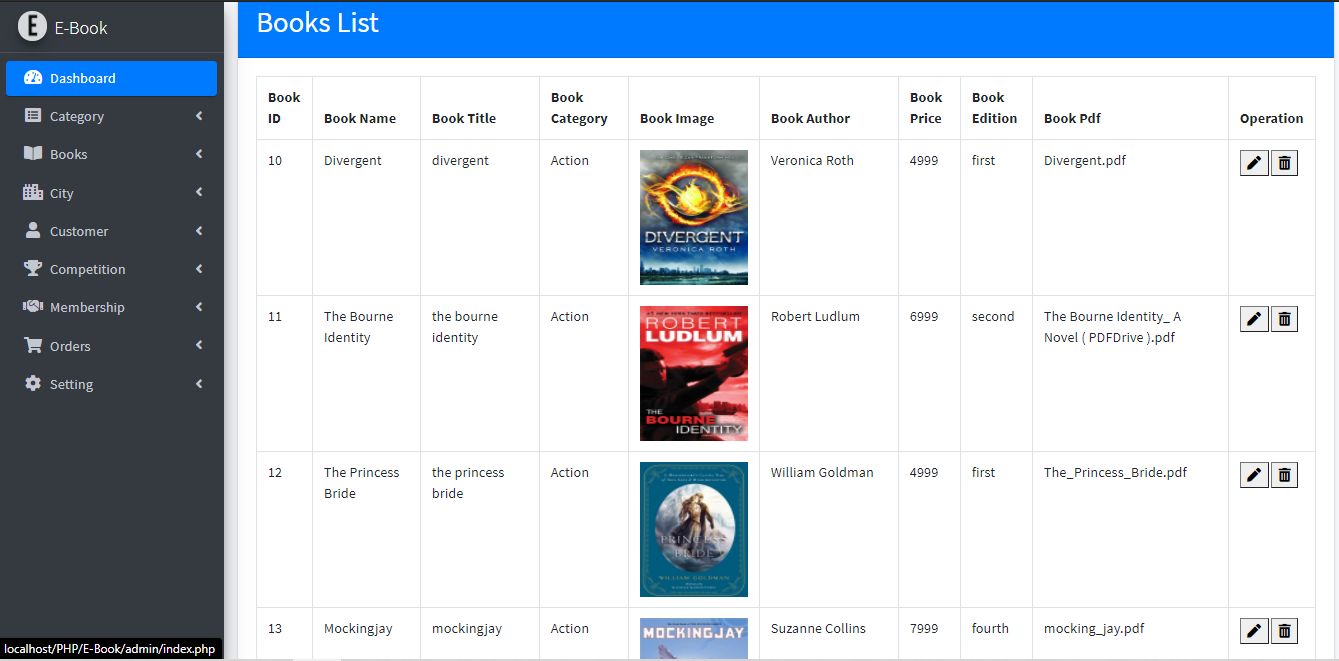 E E-Book
Books List
Dashboard
Category
Books
City
Customer
Competition
Membership
Orders
Setting
Book ID
Book Name
Book Title
Book Category
Book Image
Book Author
Book Price
Book Edition
Book Pdf
Operation
10
Divergent
divergent
Action
DIVERGENT
VERONICA ROTH
Veronica Roth
4999
first
Divergent.pdf
11
The Bourne
Identity
the bourne
identity
Action
#1 NEW YORK TIMES BESTSELLER
ROBERT
LUDLUM
THE
BOURNE
IDENTITY
Robert Ludlum
6999
second
The Bourne Identity_ A
Novel ( PDFDrive ).pdf
12
The Princess
Bride
the princess
bride
Action
PRINCESS
BRIDE
WILLIAM GOLDMAN
William Goldman
4999
first
The_Princess_Bride.pdf
13
Mockingjay
mockingjay
Action
MOCKINGJAY
Suzanne Collins
7999
fourth
mocking_jay.pdf
localhost/PHP/E-Book/admin/index.php